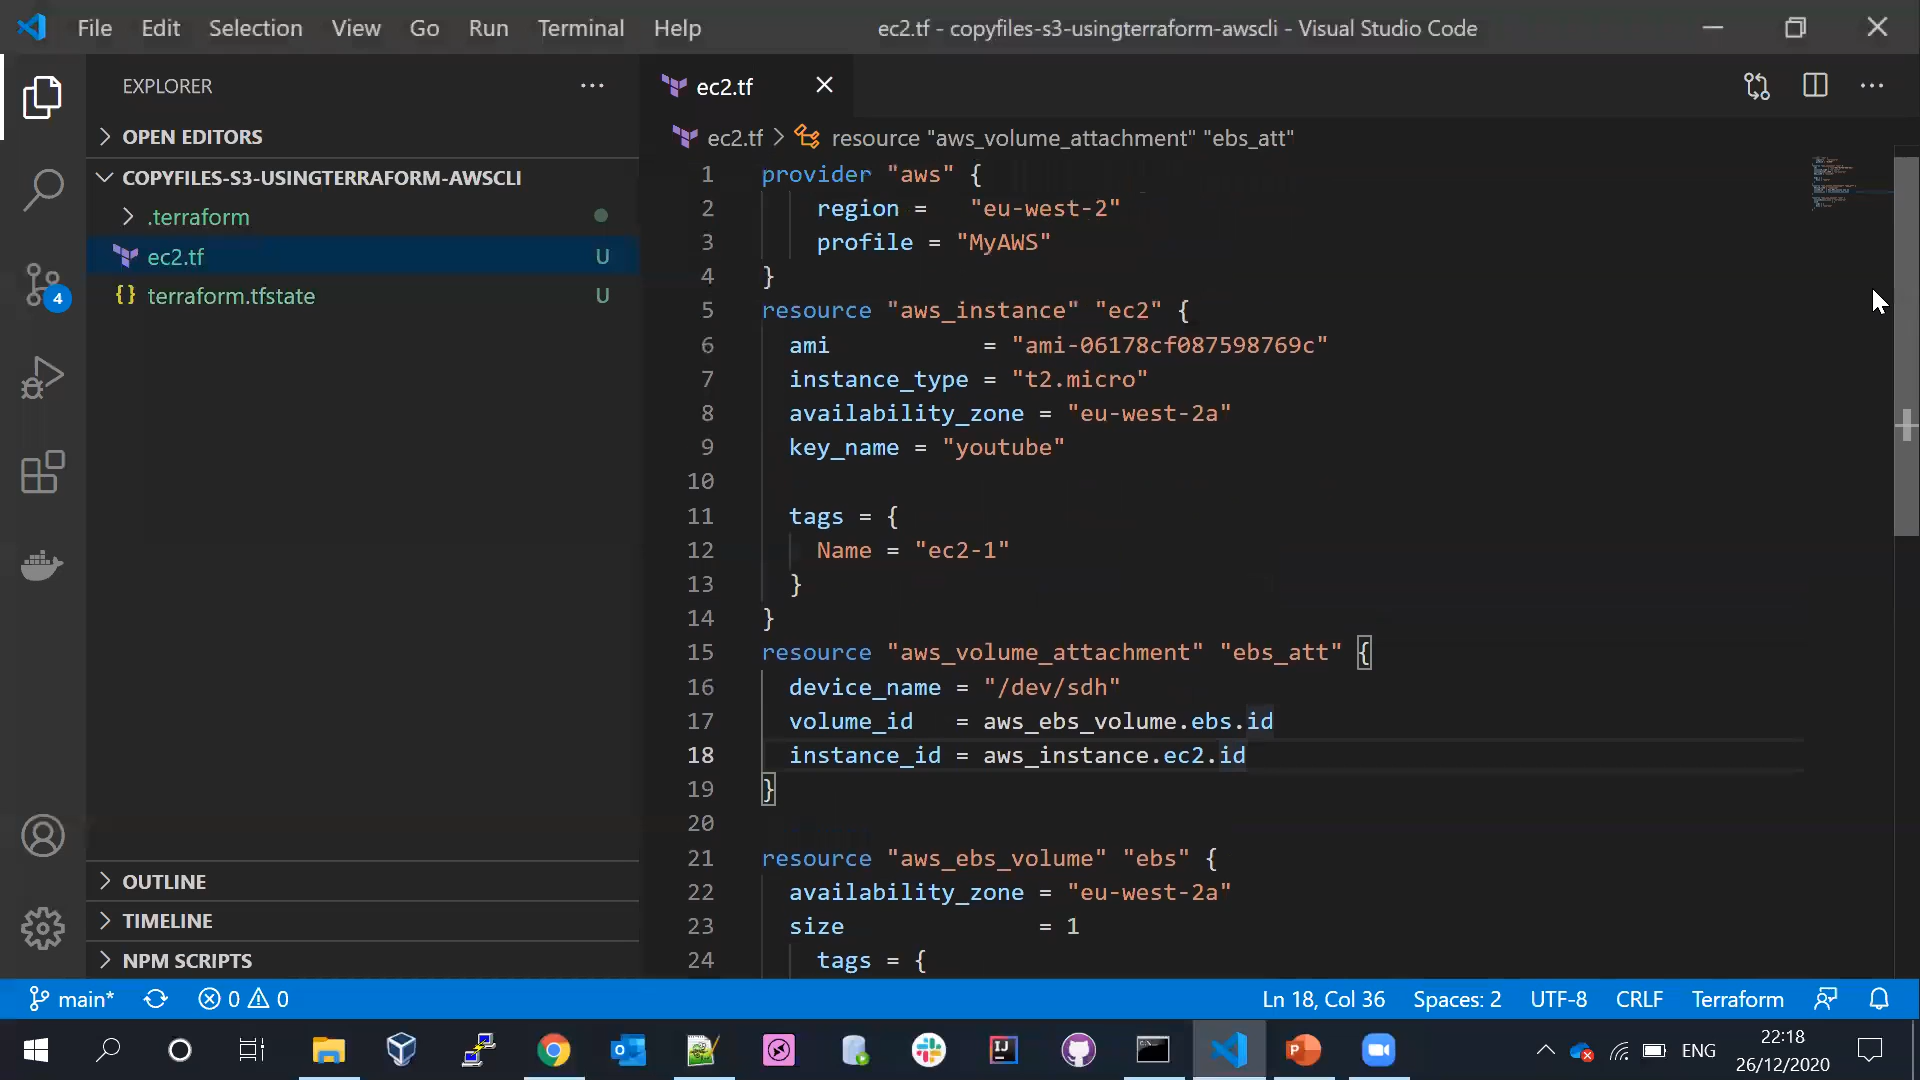 File Edit Selection View Go Run Terminal Help
ec2.tf - copyfiles-s3-usingterraform-awscli - Visual Studio Code
EXPLORER
OPEN EDITORS
COPYFILES-S3-USINGTERRAFORM-AWSCLI
.terraform
ec2.tf U
{} terraform.tfstate U
4
OUTLINE
TIMELINE
NPM SCRIPTS
ec2.tf
ec2.tf > resource "aws_volume_attachment" "ebs_att"
1 provider "aws" {
2 region = "eu-west-2"
3 profile = "MyAWS"
4 }
5 resource "aws_instance" "ec2" {
6 ami = "ami-06178cf087598769c"
7 instance_type = "t2.micro"
8 availability_zone = "eu-west-2a"
9 key_name = "youtube"
10
11 tags = {
12 Name = "ec2-1"
13 }
14 }
15 resource "aws_volume_attachment" "ebs_att" {
16 device_name = "/dev/sdh"
17 volume_id = aws_ebs_volume.ebs.id
18 instance_id = aws_instance.ec2.id
19 }
20
21 resource "aws_ebs_volume" "ebs" {
22 availability_zone = "eu-west-2a"
23 size = 1
24 tags = {
main* 0 0 Ln 18, Col 36 Spaces: 2 UTF-8 CRLF Terraform
ENG
22:18
26/12/2020